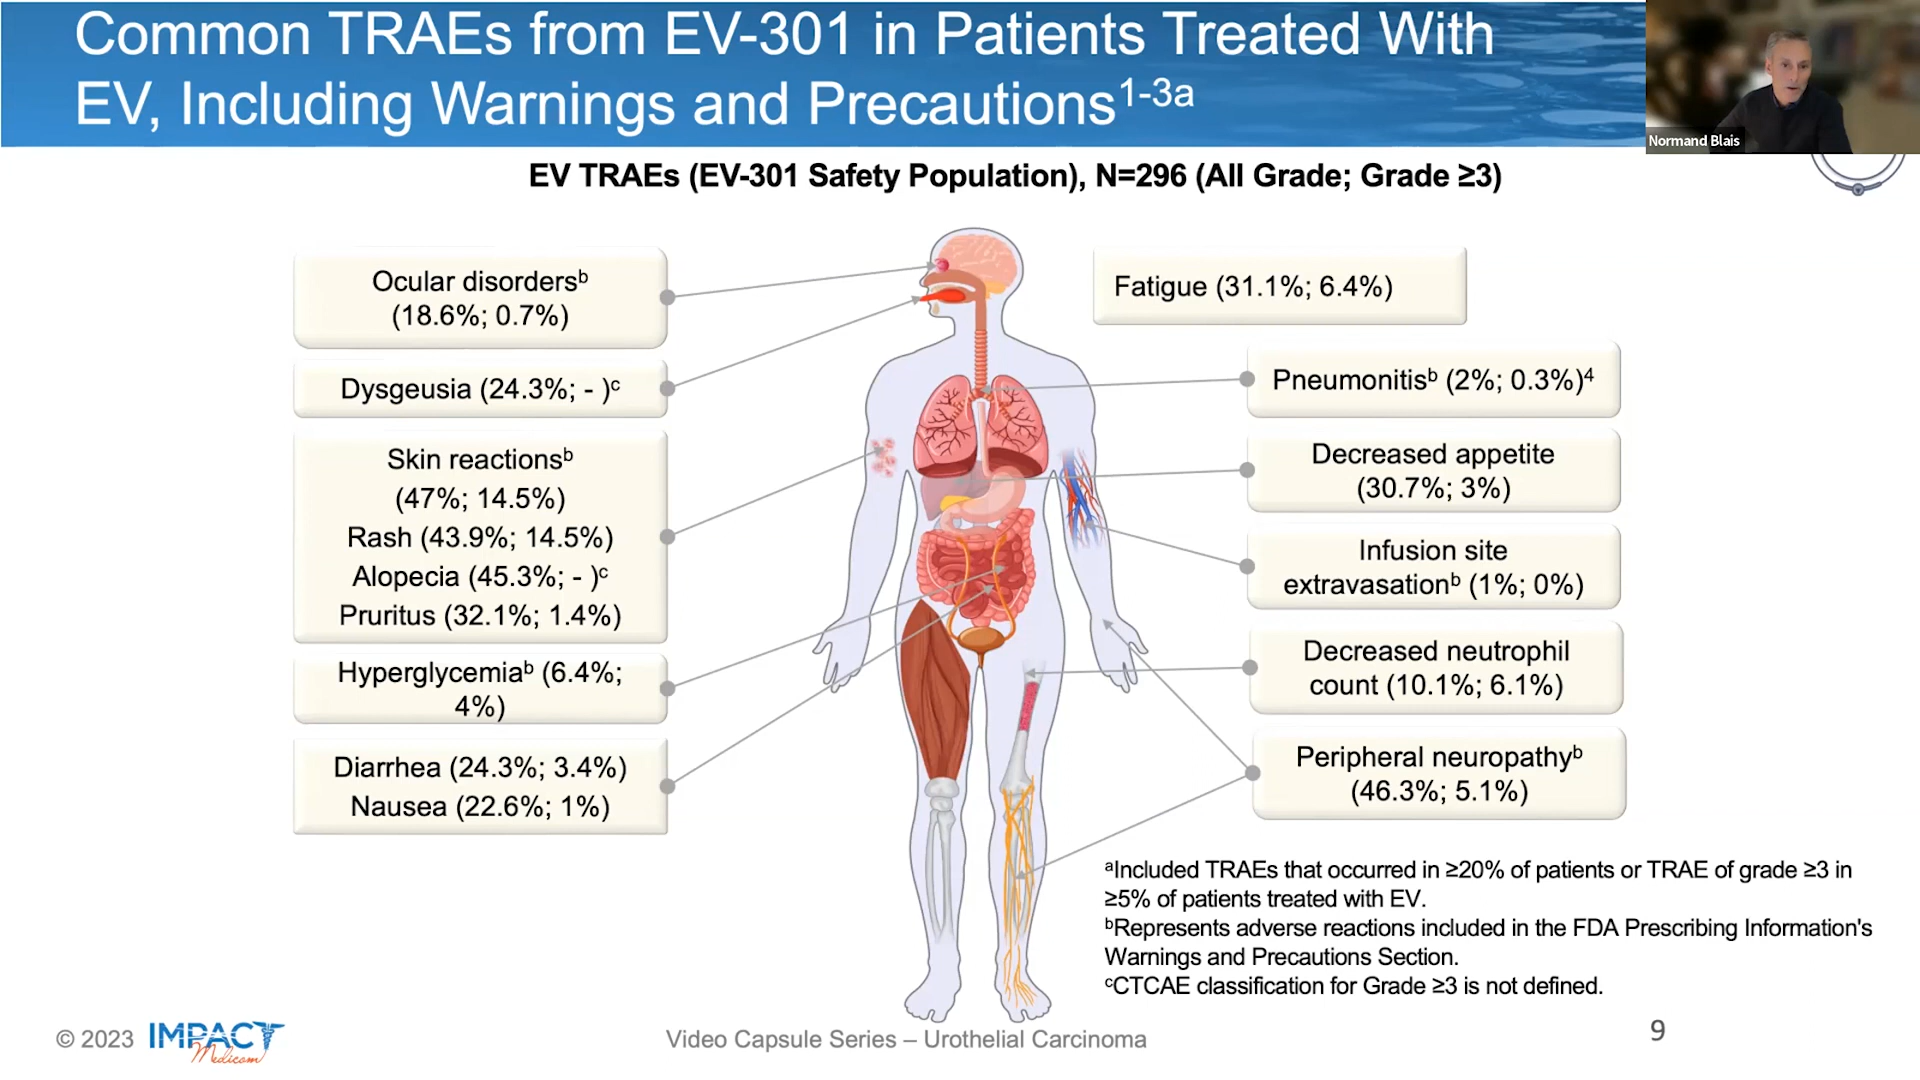 Common TRAEs from EV-301 in Patients Treated With
EV, Including Warnings and Precautions1-3a
Normand Blais
EV TRAEs (EV-301 Safety Population), N=296 (All Grade; Grade ≥3)
Ocular disordersb
(18.6%; 0.7%)
Dysgeusia (24.3%; - )c
Skin reactionsb
(47%; 14.5%)
Rash (43.9%; 14.5%)
Alopecia (45.3%; - )c
Pruritus (32.1%; 1.4%)
Hyperglycemiab (6.4%;
4%)
Diarrhea (24.3%; 3.4%)
Nausea (22.6%; 1%)
Fatigue (31.1%; 6.4%)
Pneumonitisb (2%; 0.3%)4
Decreased appetite
(30.7%; 3%)
Infusion site
extravasationb (1%; 0%)
Decreased neutrophil
count (10.1%; 6.1%)
Peripheral neuropathyb
(46.3%; 5.1%)
aIncluded TRAEs that occurred in ≥20% of patients or TRAE of grade ≥3 in
≥5% of patients treated with EV.
bRepresents adverse reactions included in the FDA Prescribing Information's
Warnings and Precautions Section.
cCTCAE classification for Grade ≥3 is not defined.
© 2023 IMPACT
Medicom
Video Capsule Series – Urothelial Carcinoma
9